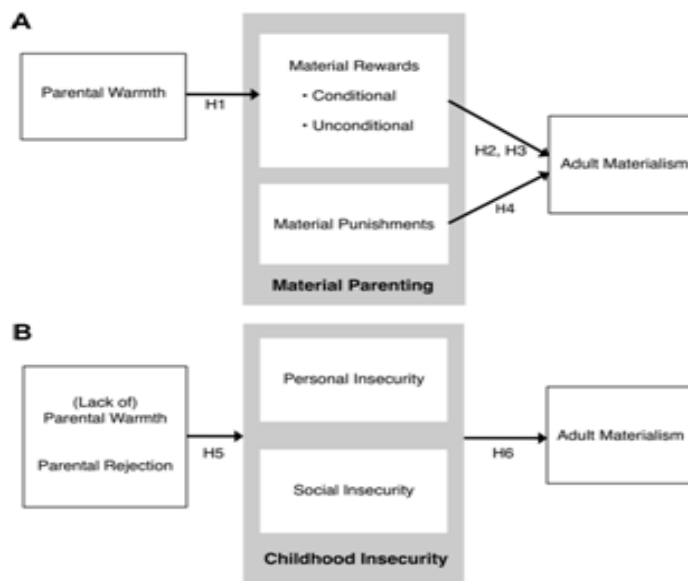 A
Parental Warmth
H1
Material Rewards
• Conditional
• Unconditional
H2, H3
Adult Materialism
Material Punishments
H4
Material Parenting
B
(Lack of)
Parental Warmth
Parental Rejection
H5
Personal Insecurity
Social Insecurity
Childhood Insecurity
H6
Adult Materialism